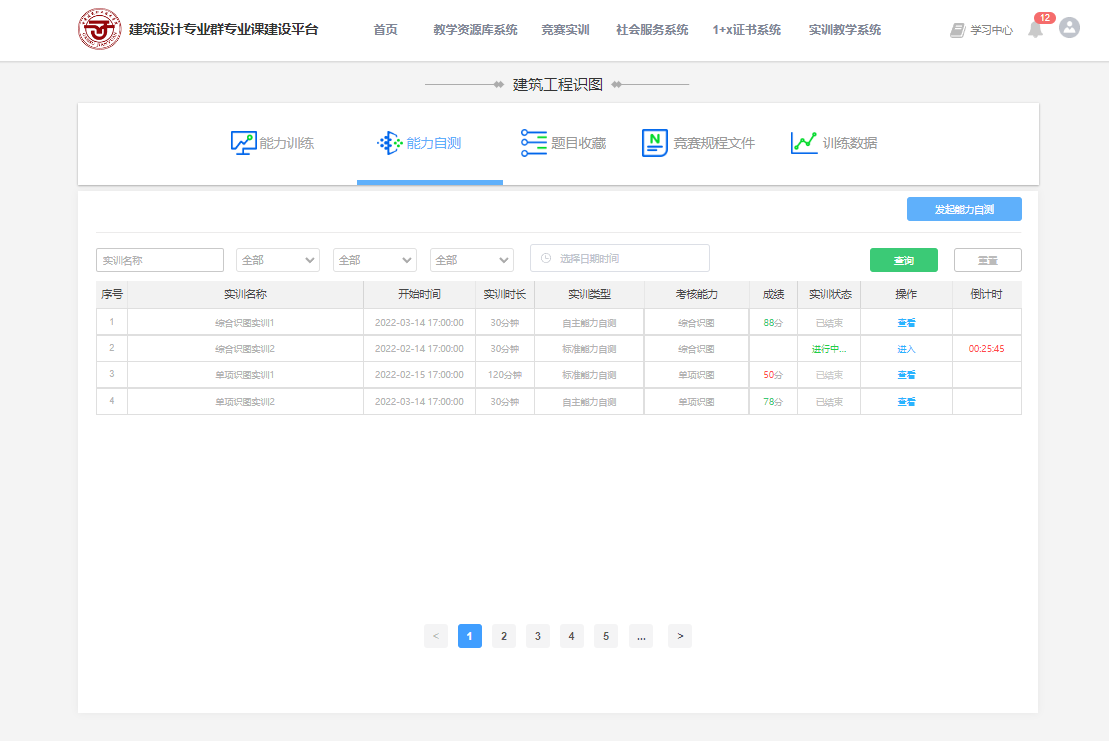 建筑设计专业群专业课建设平台 首页 教学资源库系统 竞赛实训 社会服务系统 1+x证书系统 实训教学系统 学习中心 12
建筑工程识图
能力训练 能力自测 题目收藏 竞赛规程文件 训练数据
发起能力自测
实训名称 全部 全部 全部 选择日期时间 查询 重置
序号 实训名称 开始时间 实训时长 实训类型 考核能力 成绩 实训状态 操作 倒计时
1 综合识图实训1 2022-03-14 17:00:00 30分钟 自主能力自测 综合识图 88分 已结束 查看
2 综合识图实训2 2022-02-14 17:00:00 30分钟 标准能力自测 综合识图 进行中... 进入 00:25:45
3 单项识图实训1 2022-02-15 17:00:00 120分钟 标准能力自测 单项识图 50分 已结束 查看
4 单项识图实训2 2022-03-14 17:00:00 30分钟 自主能力自测 单项识图 78分 已结束 查看
< 1 2 3 4 5 ... >